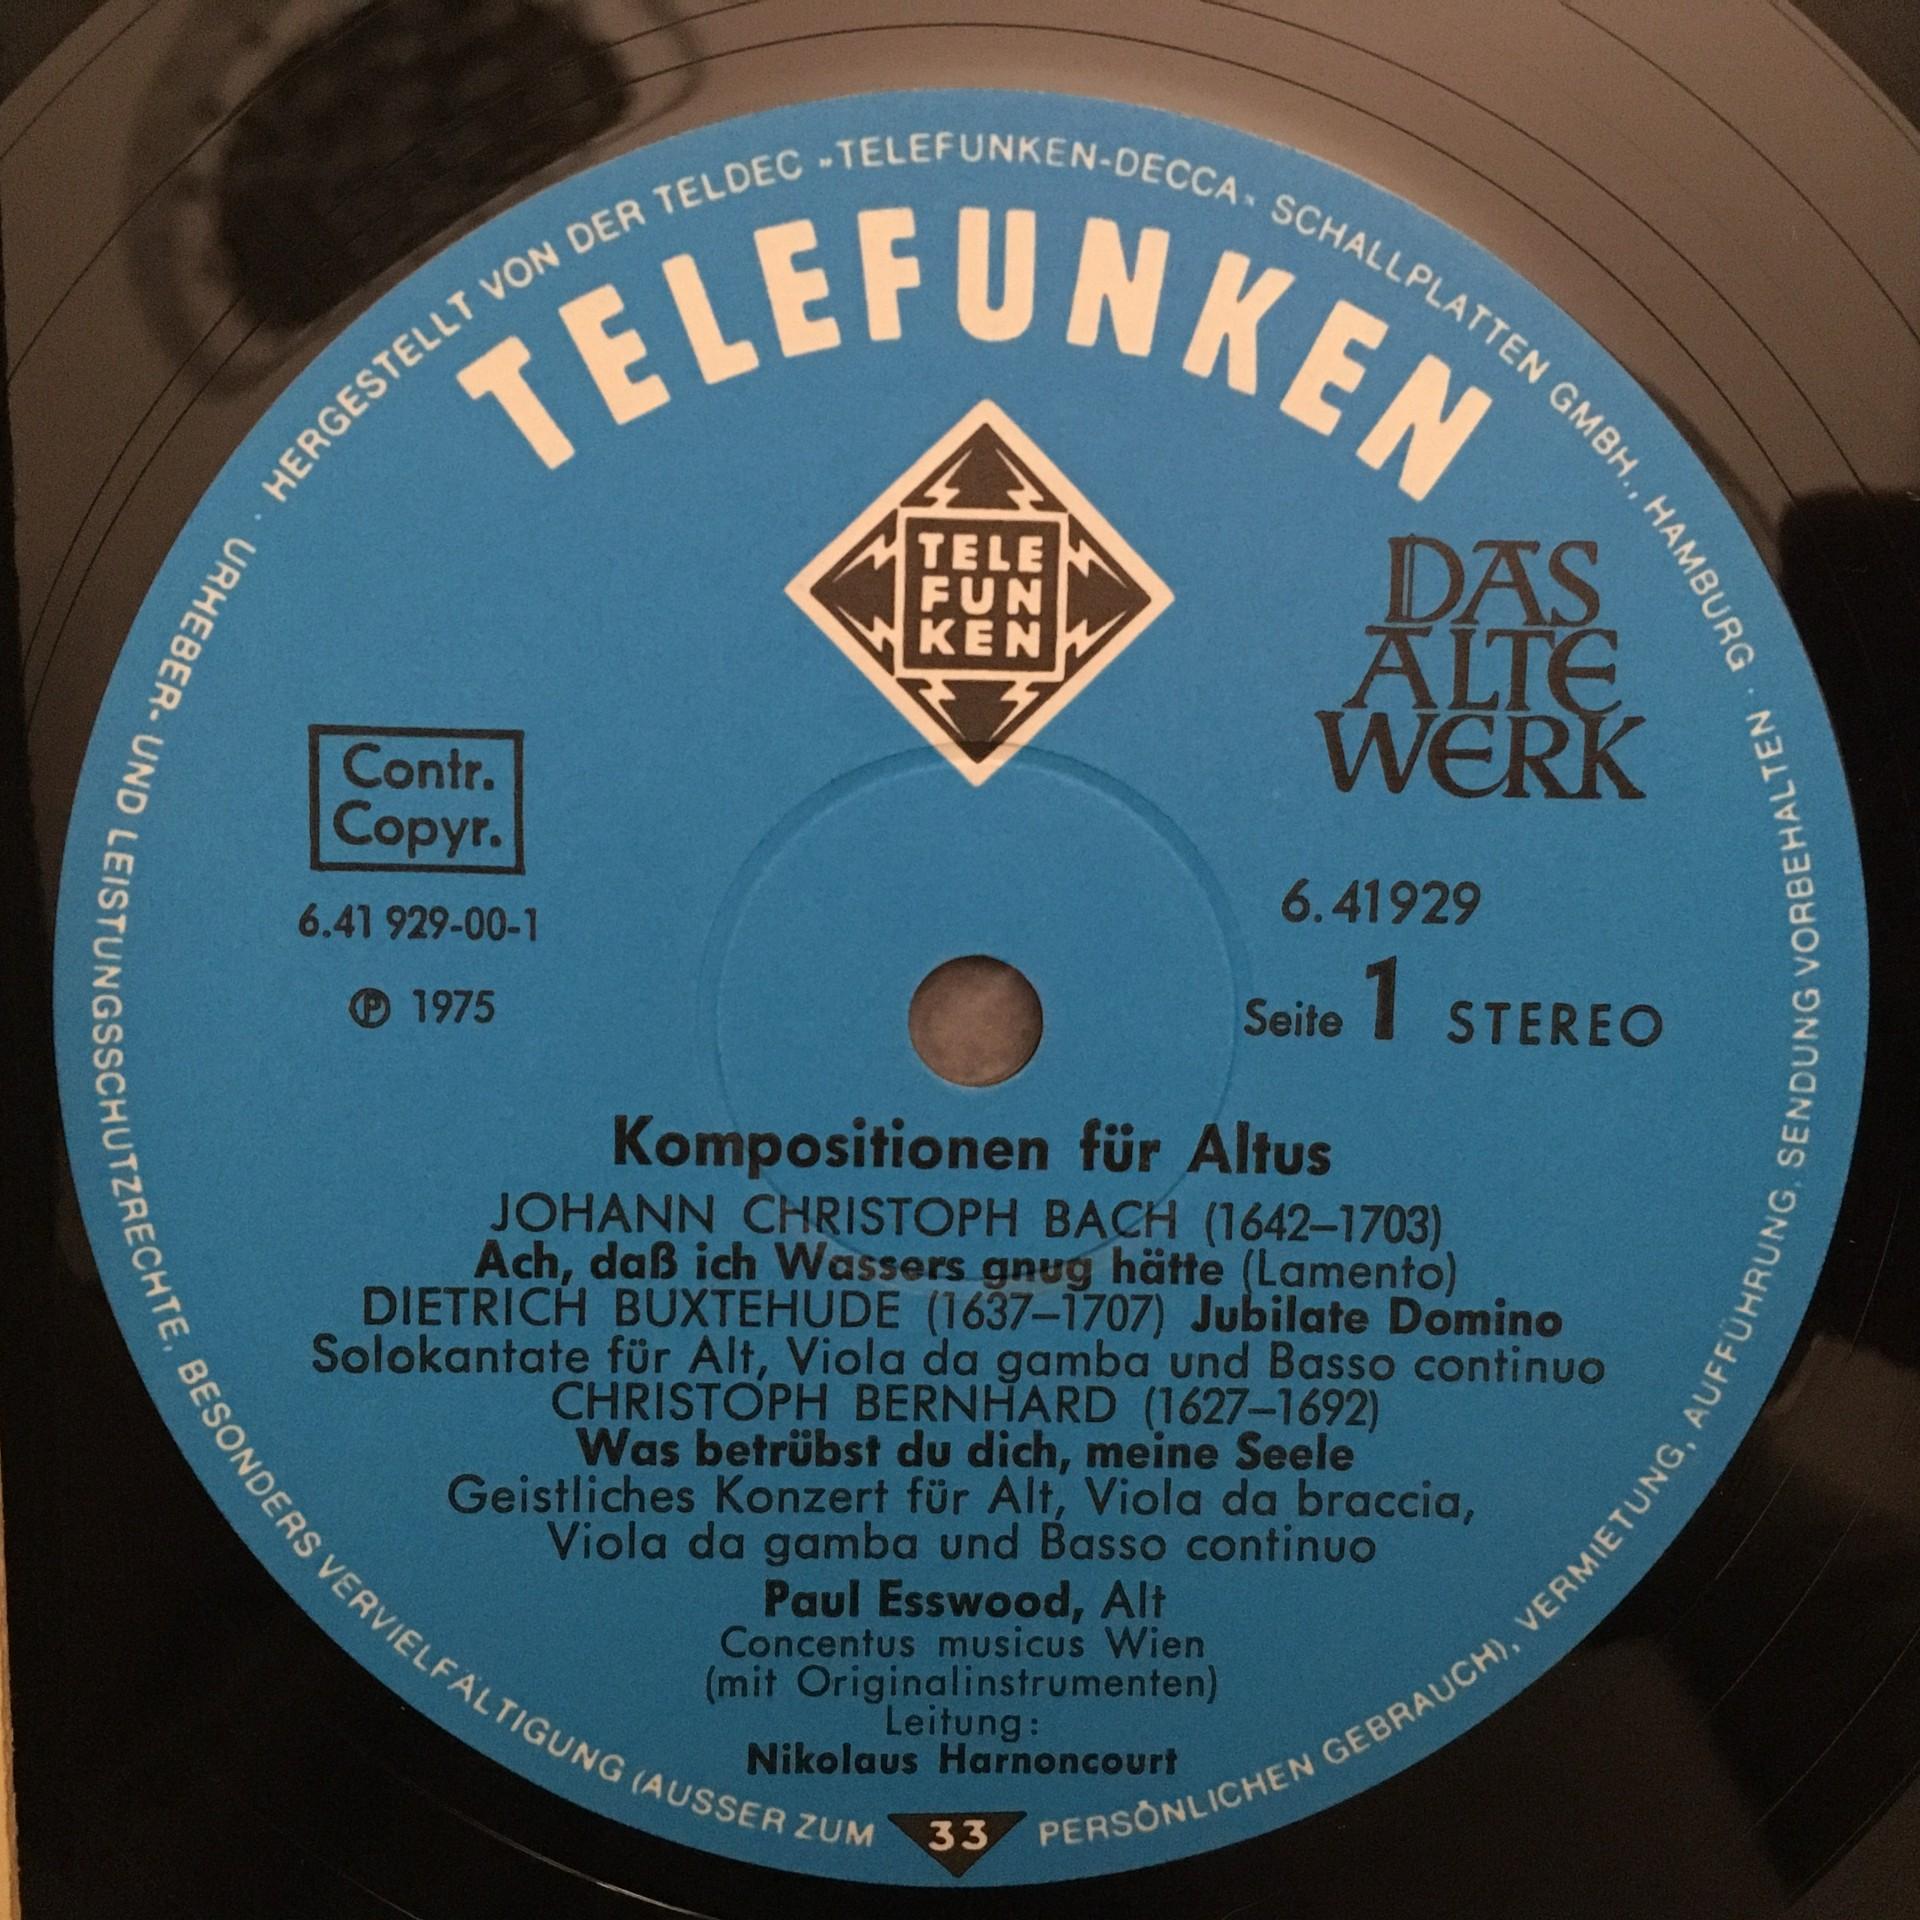 HERGESTELLT VON DER TELDEC »TELEFUNKEN-DECCA« SCHALLPLATTEN GMBH., HAMBURG · URHEBER- UND LEISTUNGSSCHUTZRECHTE, BESONDERS VERVIELFÄLTIGUNG (AUSSER ZUM PERSÖNLICHEN GEBRAUCH), VERMIETUNG, AUFFÜHRUNG, SENDUNG VORBEHALTEN ·
TELEFUNKEN
TELE
FUN
KEN
DAS
ALTE
WERK
Contr.
Copyr.
6.41 929-00-1
℗ 1975
6.41929
Seite 1 STEREO
Kompositionen für Altus
JOHANN CHRISTOPH BACH (1642–1703)
Ach, daß ich Wassers gnug hätte (Lamento)
DIETRICH BUXTEHUDE (1637–1707) Jubilate Domino
Solokantate für Alt, Viola da gamba und Basso continuo
CHRISTOPH BERNHARD (1627–1692)
Was betrübst du dich, meine Seele
Geistliches Konzert für Alt, Viola da braccia,
Viola da gamba und Basso continuo
Paul Esswood, Alt
Concentus musicus Wien
(mit Originalinstrumenten)
Leitung:
Nikolaus Harnoncourt
33